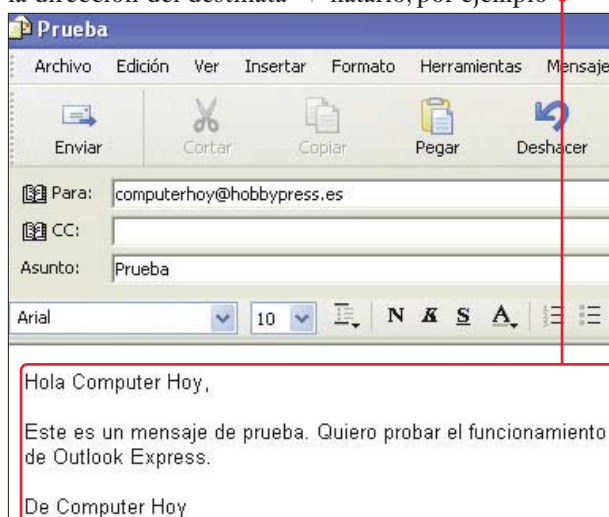 la dirección del destinata- natario, por ejemplo
Prueba
Archivo Edición Ver Insertar Formato Herramientas Mensaje
Enviar Cortar Copiar Pegar Deshacer
Para: computerhoy@hobbypress.es
CC:
Asunto: Prueba
Arial 10 N K S A
Hola Computer Hoy,
Este es un mensaje de prueba. Quiero probar el funcionamiento
de Outlook Express.
De Computer Hoy